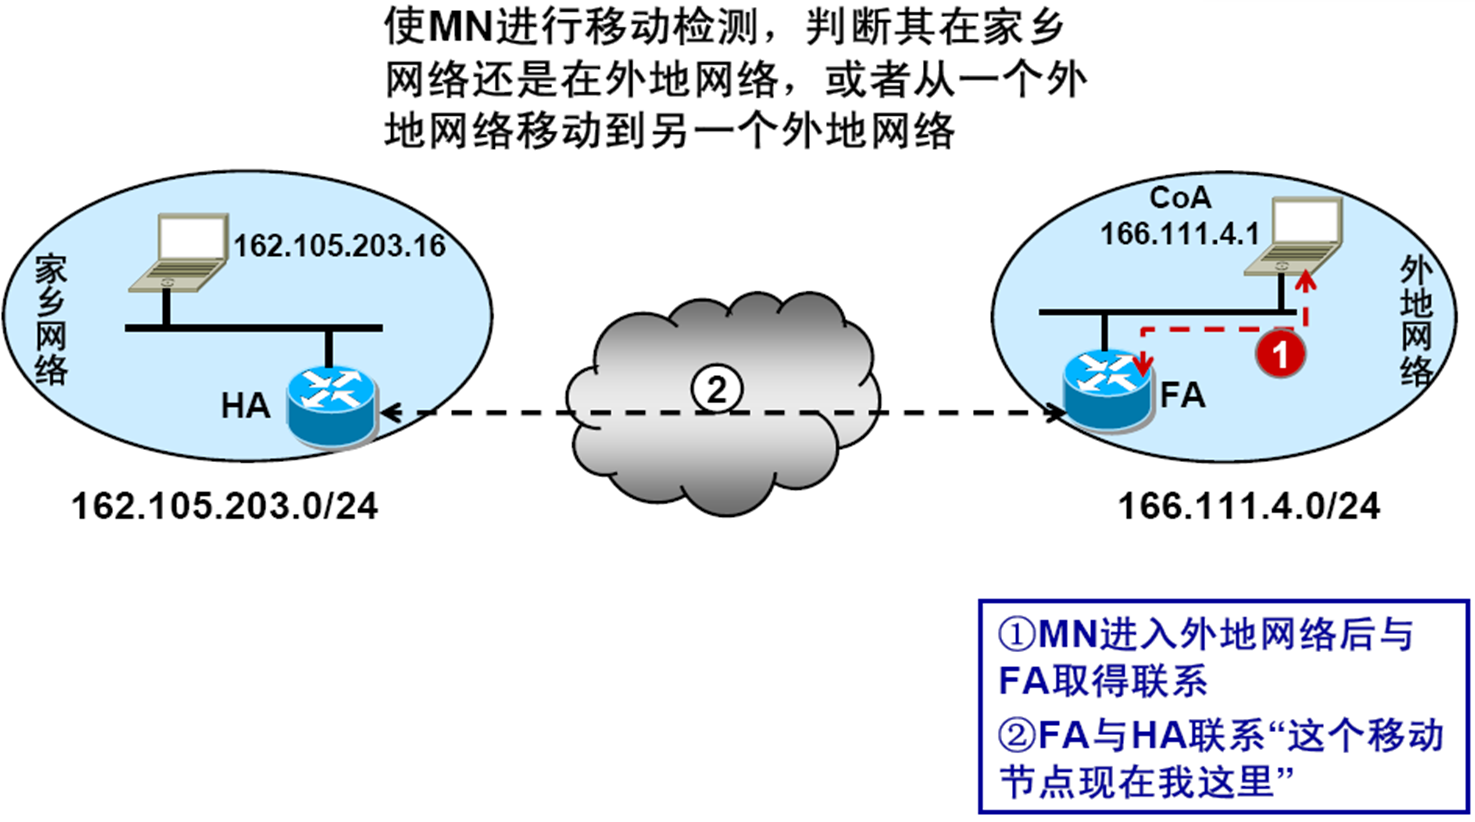 使MN进行移动检测，判断其在家乡
网络还是在外地网络，或者从一个外
地网络移动到另一个外地网络
家乡网络
162.105.203.16
HA
162.105.203.0/24
②
CoA
166.111.4.1
外地网络
1
FA
166.111.4.0/24
①MN进入外地网络后与
FA取得联系
②FA与HA联系“这个移动
节点现在我这里”